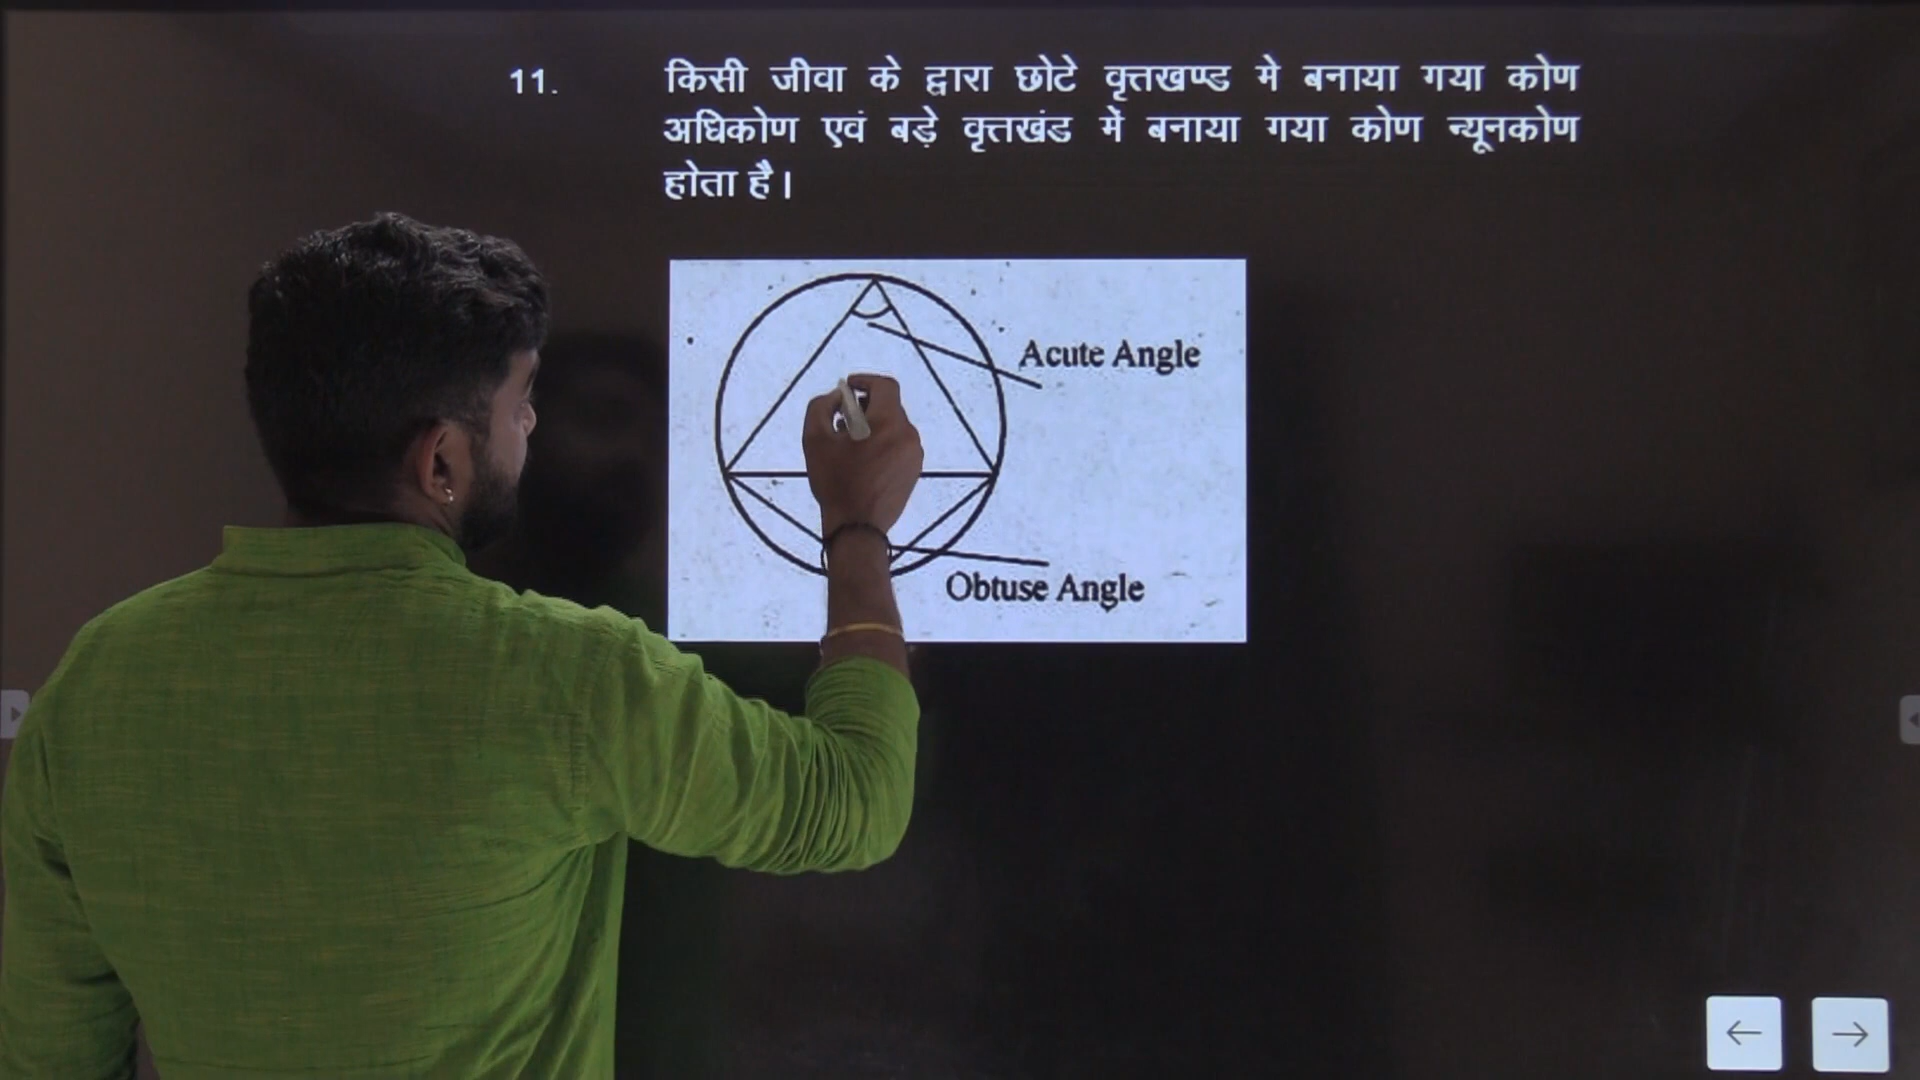 11. किसी जीवा के द्वारा छोटे वृत्तखण्ड मे बनाया गया कोण
अधिकोण एवं बड़े वृत्तखंड में बनाया गया कोण न्यूनकोण
होता है।
Acute Angle
Obtuse Angle